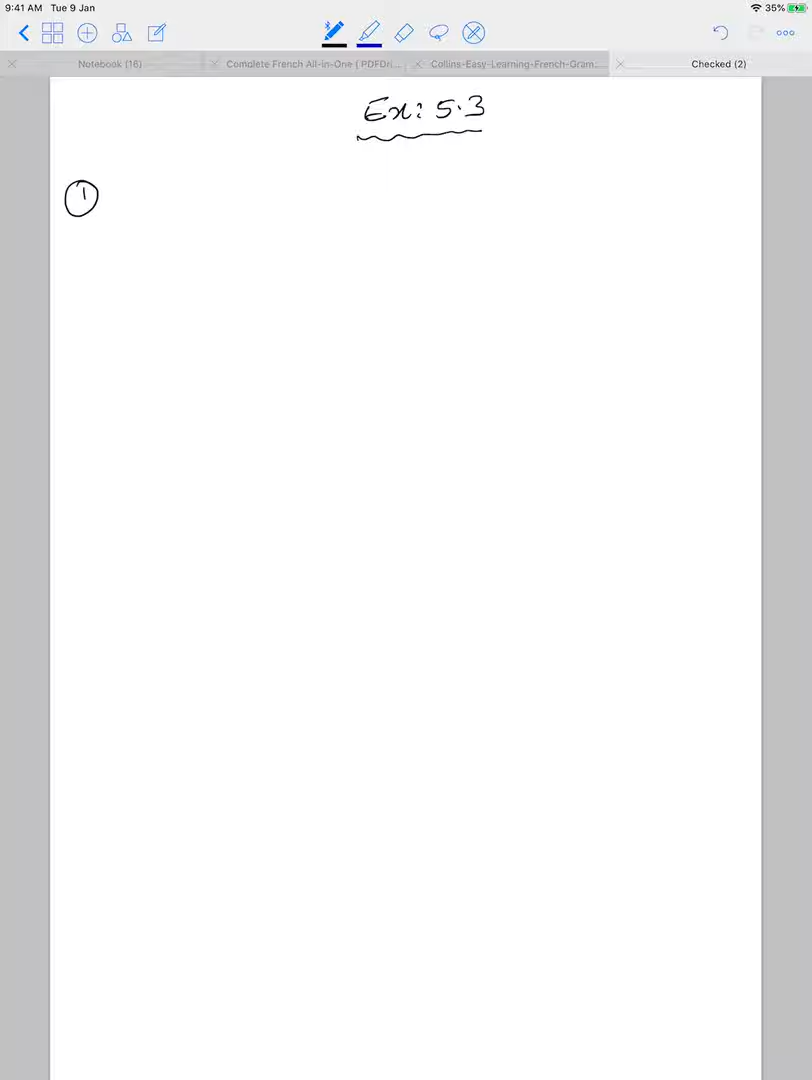 9:41 AM Tue 9 Jan
35%
Notebook (16)
Complete French All-in-One ( PDFDri...
Collins-Easy-Learning-French-Gram...
Checked (2)
Ex: 5.3
1